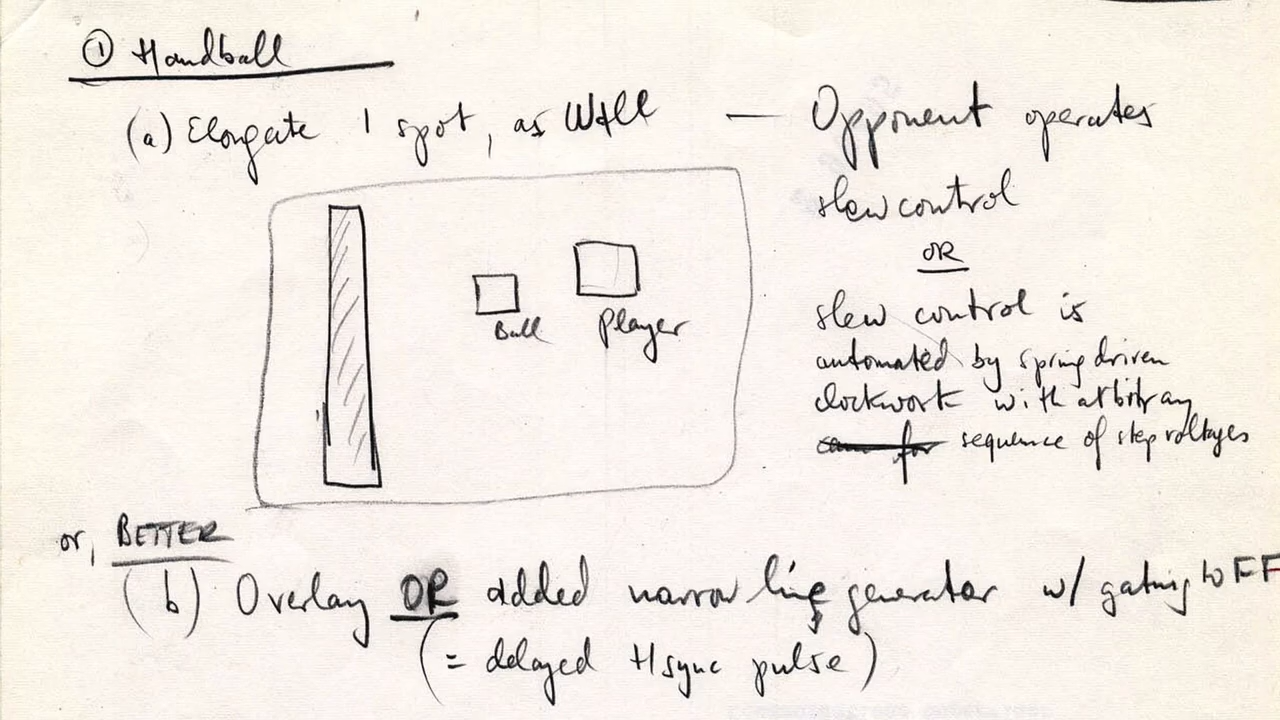 ① Handball
(a) Elongate 1 spot, as Wall — Opponent operates
slew control
OR
slew control is
automated by spring driven
clockwork with arbitrary
sequence of step voltages
Ball
Player
or, BETTER
(b) Overlay OR added narrow line generator w/ gating to FF
(= delayed H sync pulse)